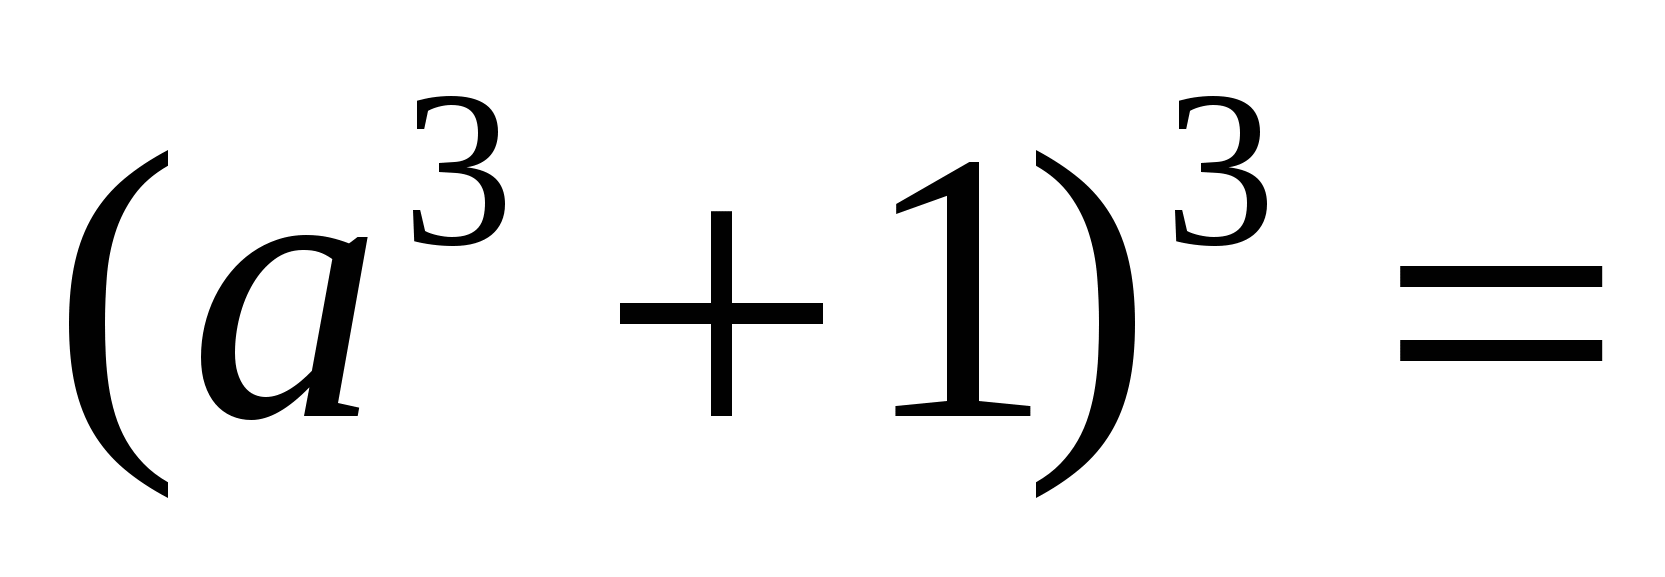 (a³ + 1)³ =